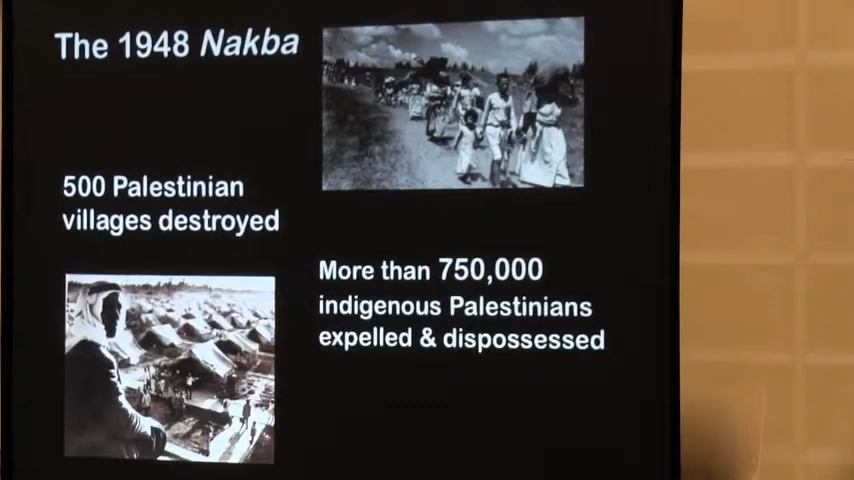 The 1948 Nakba
500 Palestinian
villages destroyed
More than 750,000
indigenous Palestinians
expelled & dispossessed